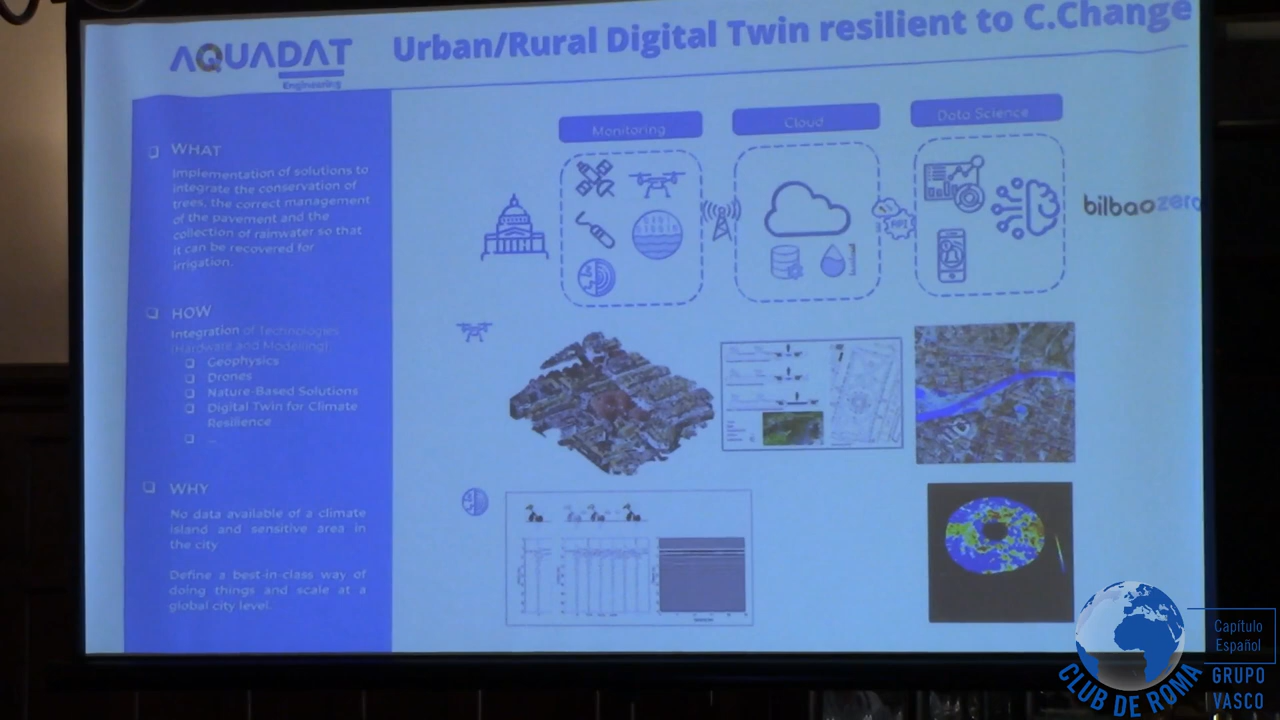 AQUADAT
Engineering
Urban/Rural Digital Twin resilient to C.Change
WHAT
Implementation of solutions to
integrate the conservation of
trees, the correct management
of the pavement and the
collection of rainwater so that
it can be recovered for
irrigation.
HOW
Integration of Technologies
(Hardware and Modelling):
Geophysics
Drones
Nature-Based Solutions
Digital Twin for Climate
Resilience
...
WHY
No data available of a climate
island and sensitive area in
the city
Define a best-in-class way of
doing things and scale at a
global city level.
Monitoring
Cloud
Data Science
API
bilbaozero
CLUB DE ROMA
Capítulo
Español
GRUPO
VASCO